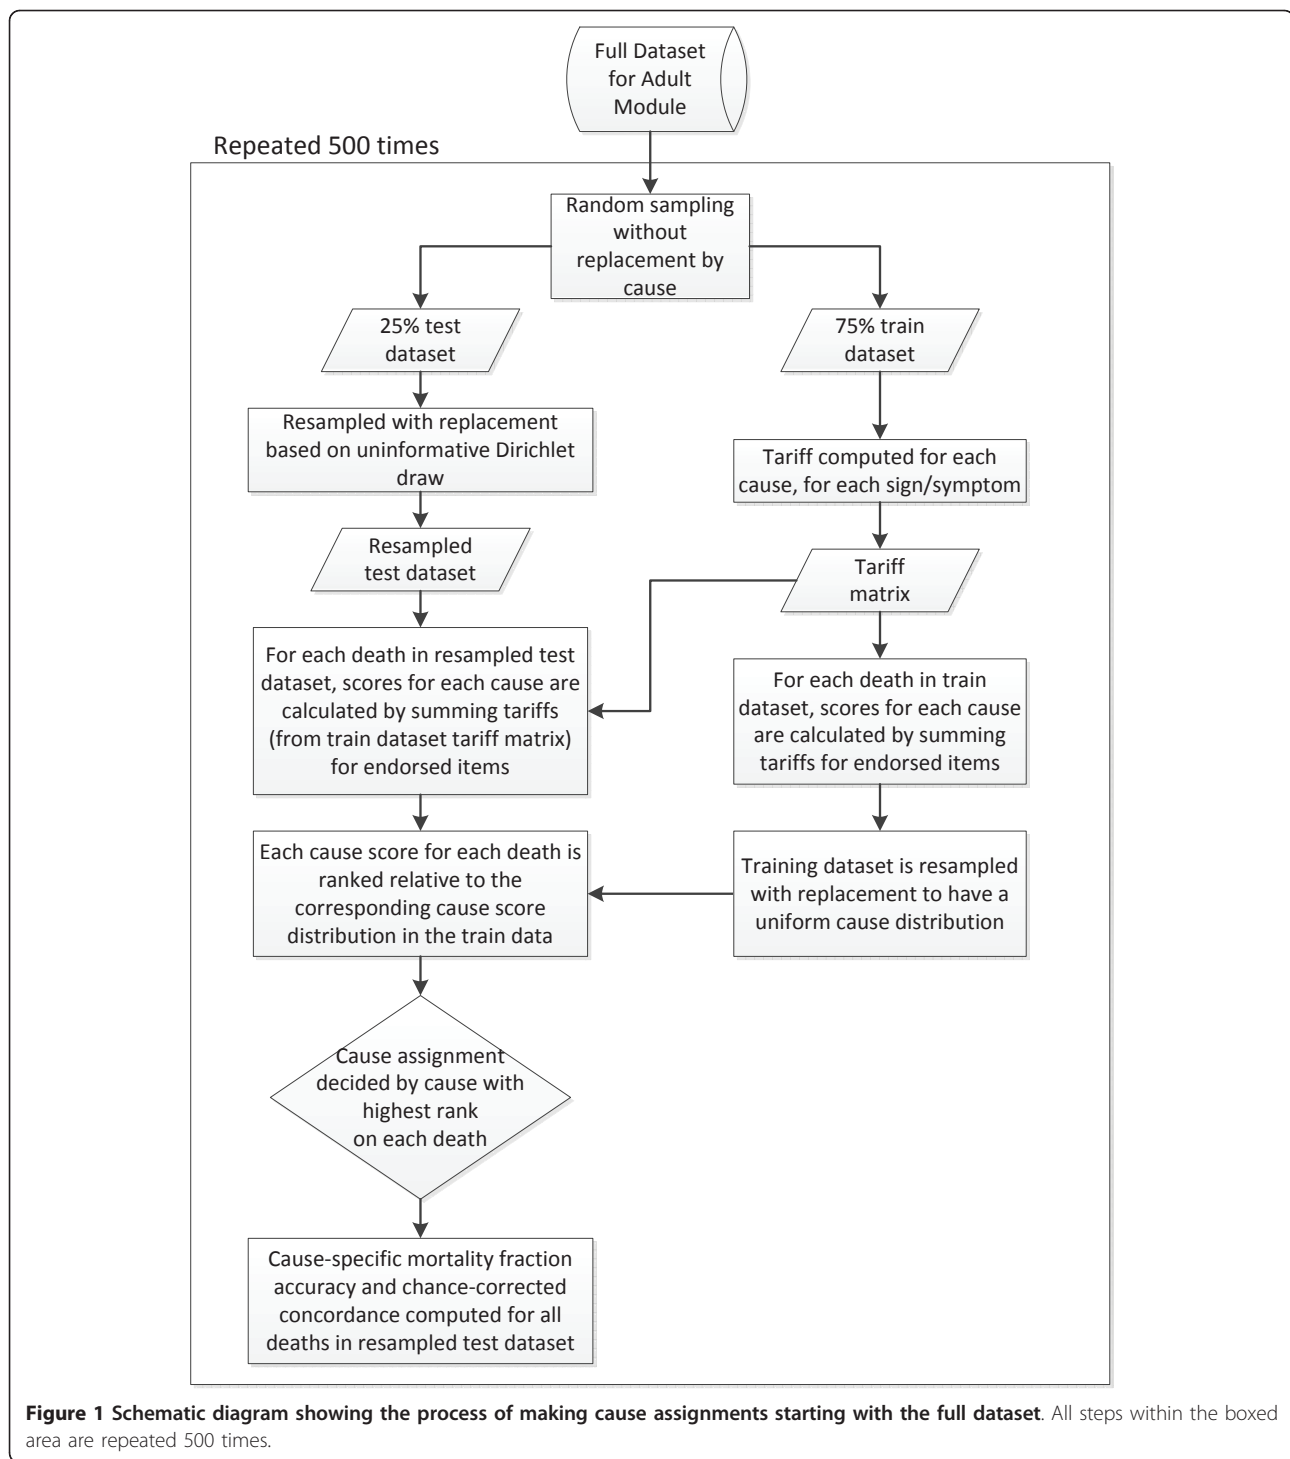 Full Dataset
for Adult
Module
Repeated 500 times
Random sampling
without
replacement by
cause
25% test
dataset
75% train
dataset
Resampled with replacement
based on uninformative Dirichlet
draw
Tariff computed for each
cause, for each sign/symptom
Resampled
test dataset
Tariff
matrix
For each death in resampled test
dataset, scores for each cause are
calculated by summing tariffs
(from train dataset tariff matrix)
for endorsed items
For each death in train
dataset, scores for each cause
are calculated by summing
tariffs for endorsed items
Each cause score for each death is
ranked relative to the
corresponding cause score
distribution in the train data
Training dataset is resampled
with replacement to have a
uniform cause distribution
Cause assignment
decided by cause with
highest rank
on each death
Cause-specific mortality fraction
accuracy and chance-corrected
concordance computed for all
deaths in resampled test dataset
Figure 1 Schematic diagram showing the process of making cause assignments starting with the full dataset. All steps within the boxed
area are repeated 500 times.